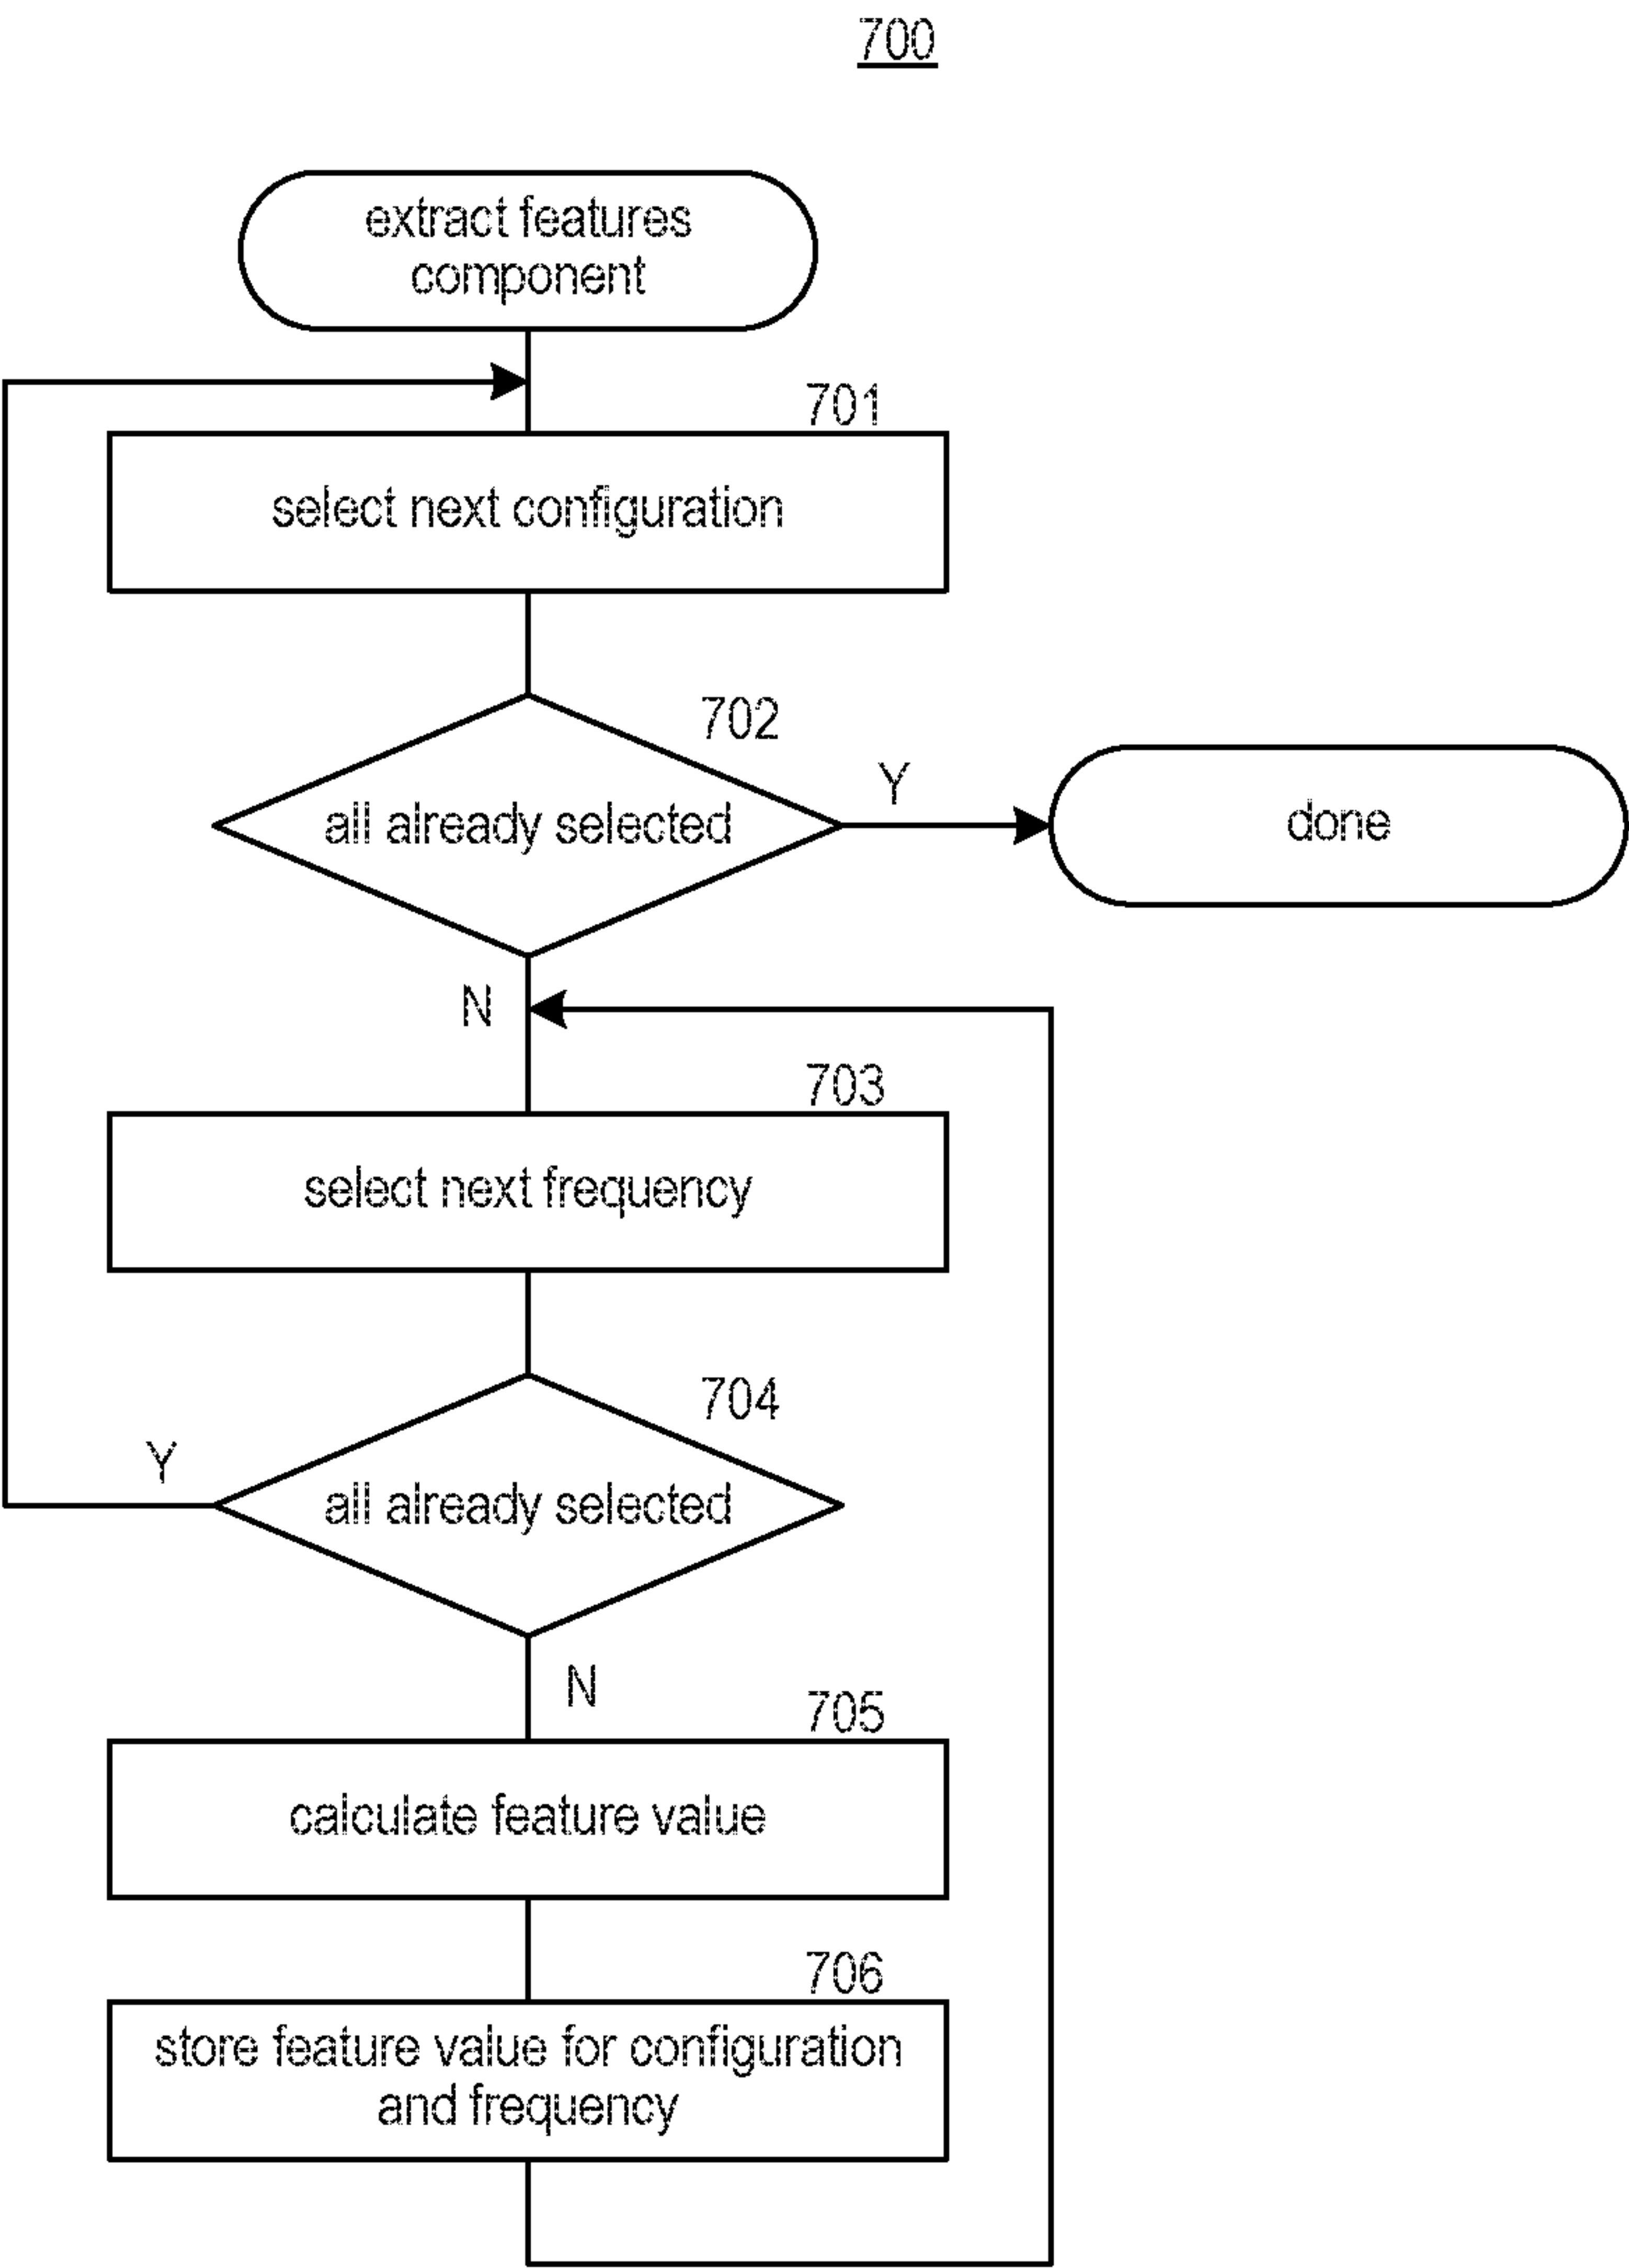 700
extract features
component
701
select next configuration
702
all already selected
Y
done
N
703
select next frequency
704
Y
all already selected
N
705
calculate feature value
706
store feature value for configuration
and frequency